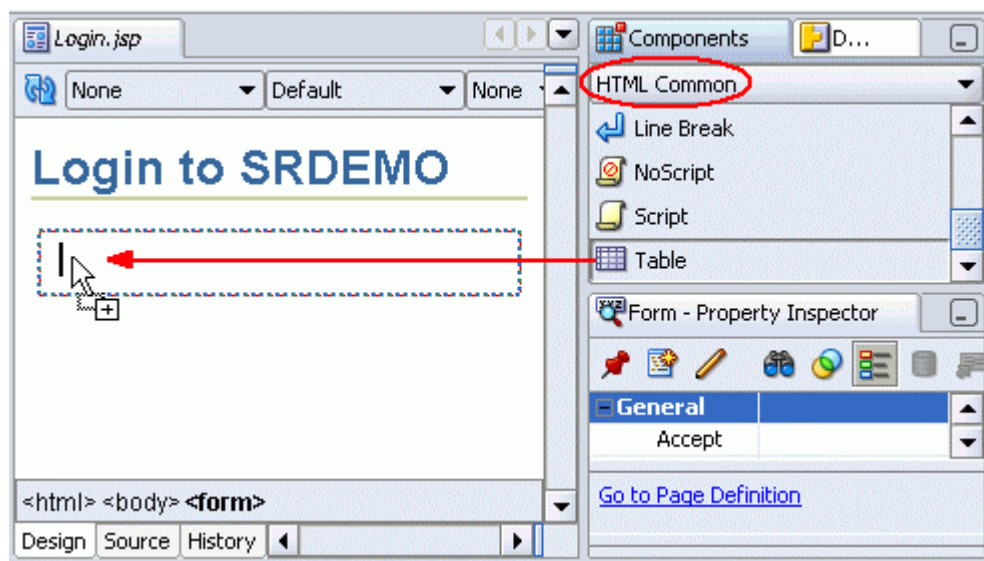 Login.jsp
Components
D...
None
Default
None
HTML Common
Line Break
NoScript
Script
Table
Login to SRDEMO
Form - Property Inspector
General
Accept
Go to Page Definition
<html> <body> <form>
Design Source History